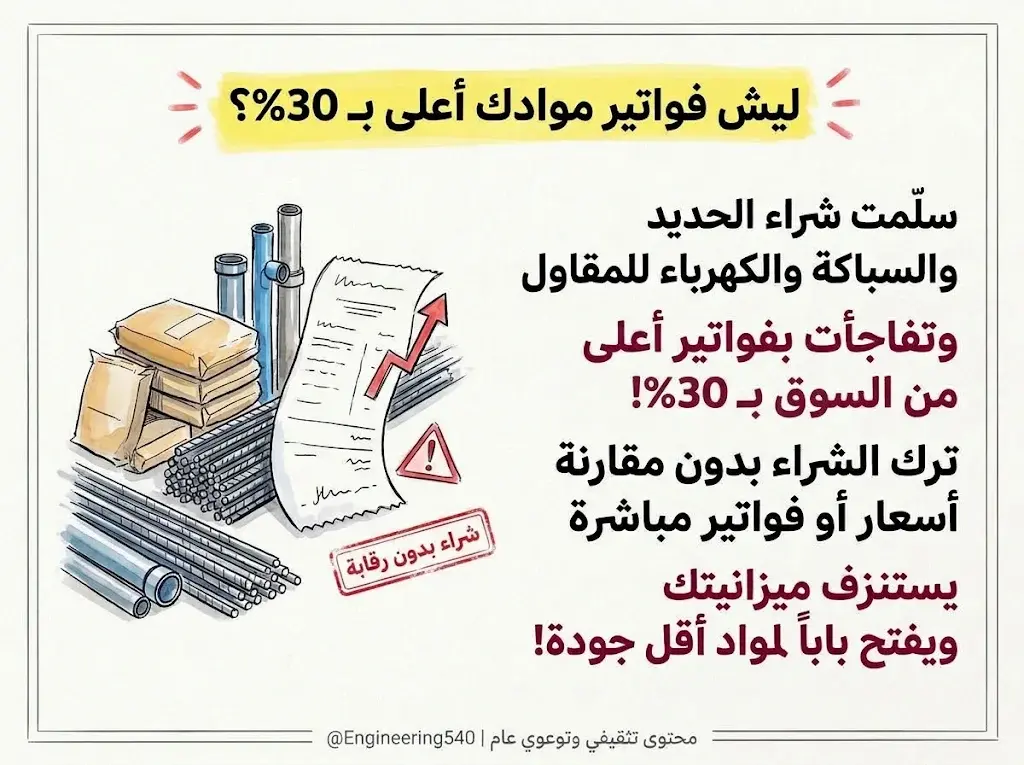 ليش فواتير موادك أعلى بـ 30%؟
سلّمت شراء الحديد
والسباكة والكهرباء للمقاول
وتفاجأت بفواتير أعلى
من السوق بـ 30%!
ترك الشراء بدون مقارنة
أسعار أو فواتير مباشرة
يستنزف ميزانيتك
ويفتح باباً لمواد أقل جودة!
شراء بدون رقابة
محتوى تثقيفي وتوعوي عام | @Engineering540